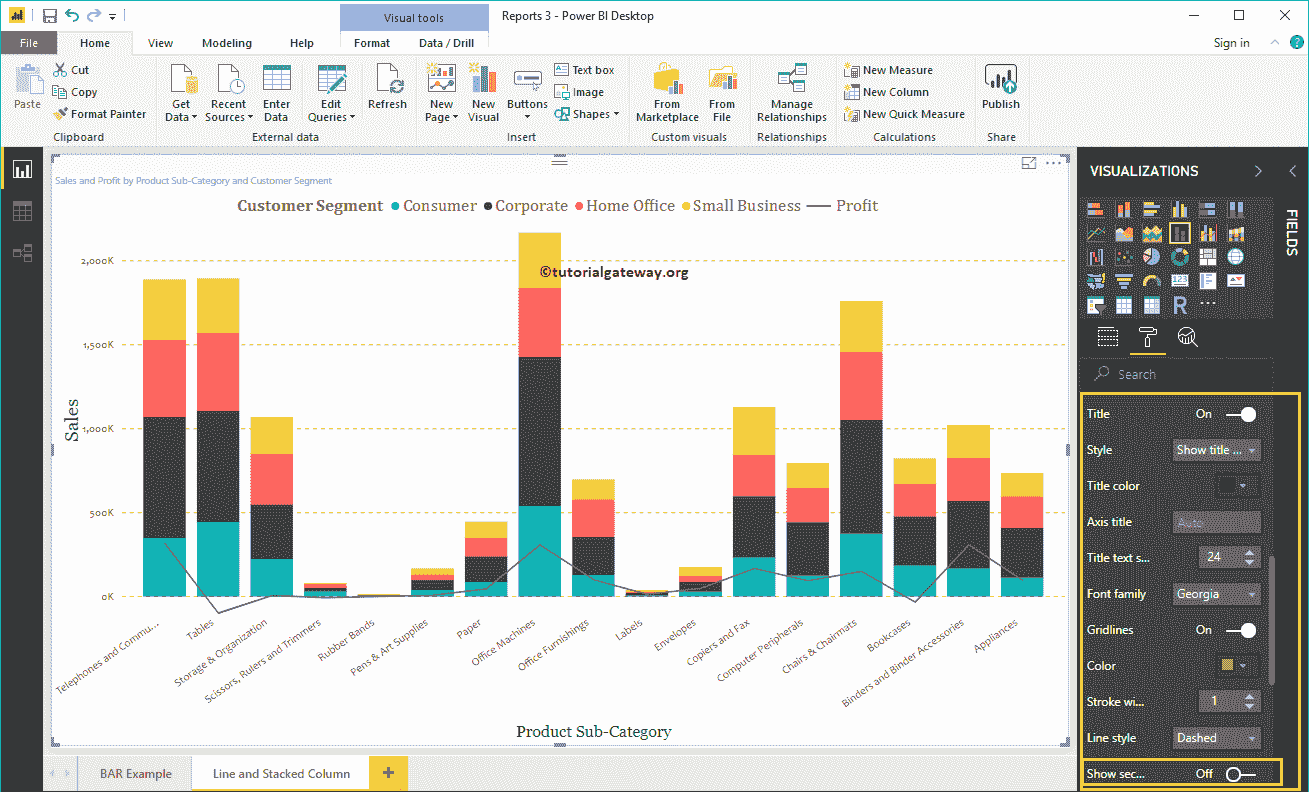 Visual tools
Reports 3 - Power BI Desktop
File
Home
View
Modeling
Help
Format
Data / Drill
Sign in
?
Paste
Cut
Copy
Format Painter
Clipboard
Get
Data
Recent
Sources
Enter
Data
Edit
Queries
External data
Refresh
New
Page
New
Visual
Buttons
Text box
Image
Shapes
Insert
From
Marketplace
From
File
Custom visuals
Manage
Relationships
Relationships
New Measure
New Column
New Quick Measure
Calculations
Publish
Share
Sales and Profit by Product Sub-Category and Customer Segment
Customer Segment Consumer Corporate Home Office Small Business Profit
©tutorialgateway.org
2,000K
1,500K
1,000K
500K
0K
Sales
Telephones and Commu...
Tables
Storage & Organization
Scissors, Rulers and Trimmers
Rubber Bands
Pens & Art Supplies
Paper
Office Machines
Office Furnishings
Labels
Envelopes
Copiers and Fax
Computer Peripherals
Chairs & Chairmats
Bookcases
Binders and Binder Accessories
Appliances
Product Sub-Category
BAR Example
Line and Stacked Column
+
VISUALIZATIONS
FIELDS
123
R
Search
Title On
Style Show title ...
Title color
Axis title Auto
Title text s... 24
Font family Georgia
Gridlines On
Color
Stroke wi... 1
Line style Dashed
Show sec... Off